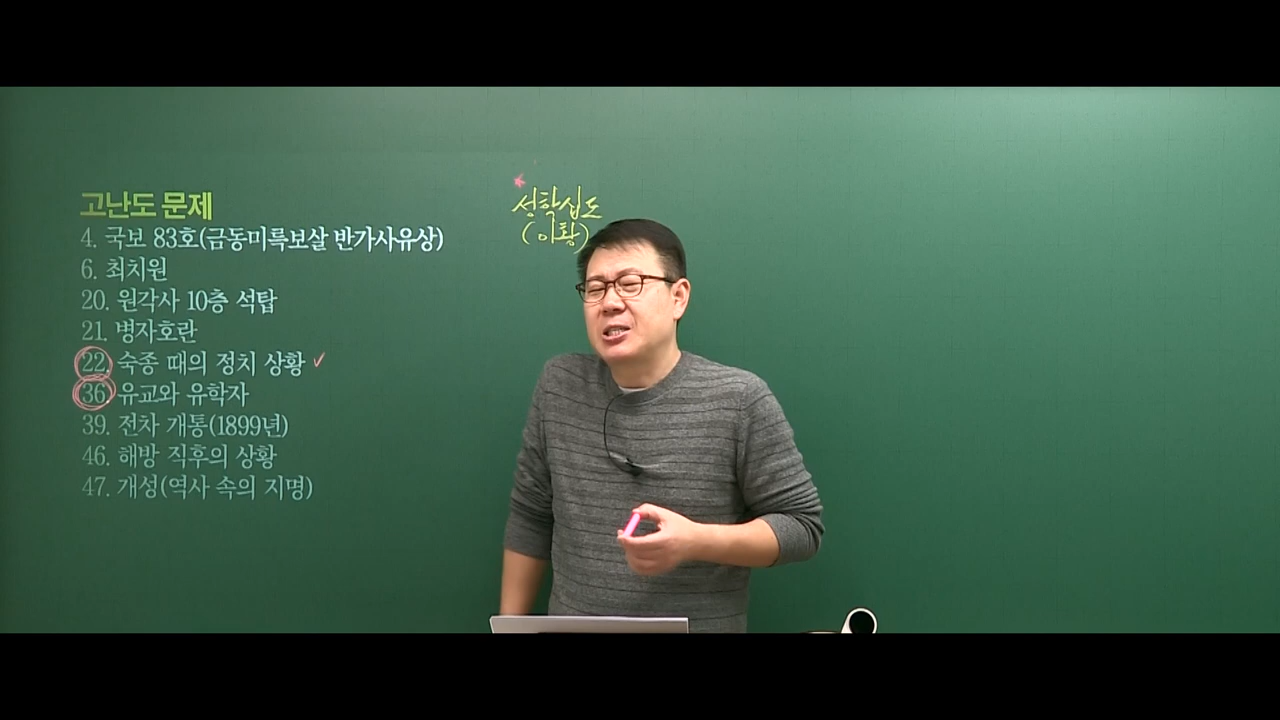 고난도 문제
4. 국보 83호(금동미륵보살 반가사유상)
6. 최치원
20. 원각사 10층 석탑
21. 병자호란
22. 숙종 때의 정치 상황 ✓
36. 유교와 유학자
39. 전차 개통(1899년)
46. 해방 직후의 상황
47. 개성(역사 속의 지명)
성학십도
(이황)